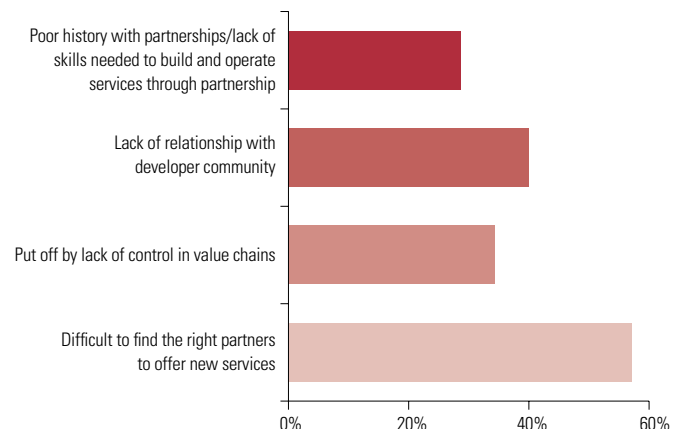 Poor history with partnerships/lack of
skills needed to build and operate
services through partnership
Lack of relationship with
developer community
Put off by lack of control in value chains
Difficult to find the right partners
to offer new services
0%
20%
40%
60%